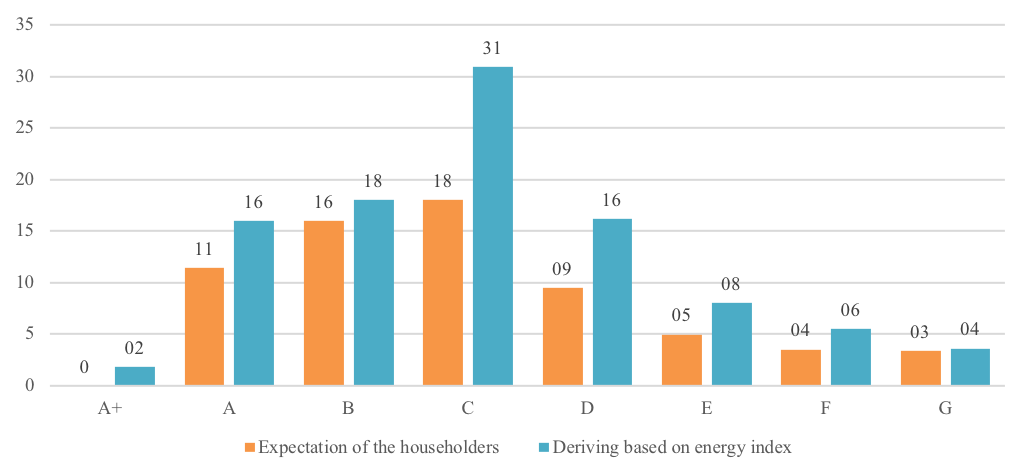 35
30
25
20
15
10
5
0
0 02 11 16 16 18 18 31 09 16 05 08 04 06 03 04
A+ A B C D E F G
Expectation of the householders Deriving based on energy index